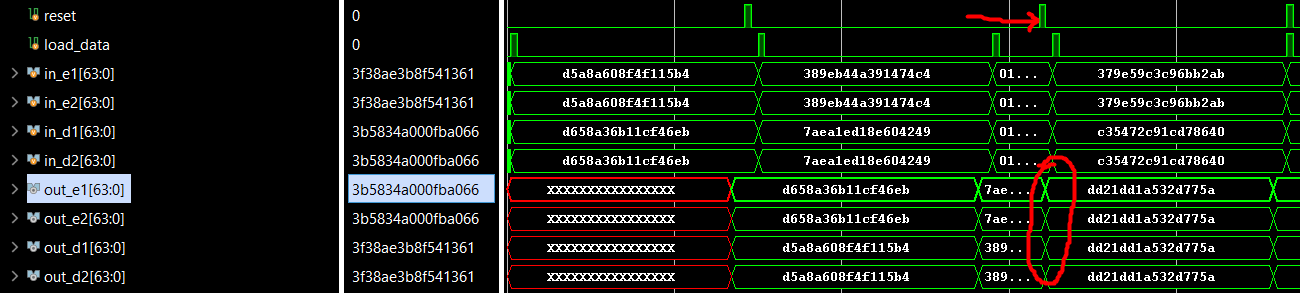 reset 0
load_data 0
in_e1[63:0] 3f38ae3b8f541361 d5a8a608f4f115b4 389eb44a391474c4 01... 379e59c3c96bb2ab
in_e2[63:0] 3f38ae3b8f541361 d5a8a608f4f115b4 389eb44a391474c4 01... 379e59c3c96bb2ab
in_d1[63:0] 3b5834a000fba066 d658a36b11cf46eb 7aea1ed18e604249 01... c35472c91cd78640
in_d2[63:0] 3b5834a000fba066 d658a36b11cf46eb 7aea1ed18e604249 01... c35472c91cd78640
out_e1[63:0] 3b5834a000fba066 XXXXXXXXXXXXXXXX d658a36b11cf46eb 7ae... dd21dd1a532d775a
out_e2[63:0] 3b5834a000fba066 XXXXXXXXXXXXXXXX d658a36b11cf46eb 7ae... dd21dd1a532d775a
out_d1[63:0] 3f38ae3b8f541361 XXXXXXXXXXXXXXXX d5a8a608f4f115b4 389... dd21dd1a532d775a
out_d2[63:0] 3f38ae3b8f541361 XXXXXXXXXXXXXXXX d5a8a608f4f115b4 389... dd21dd1a532d775a